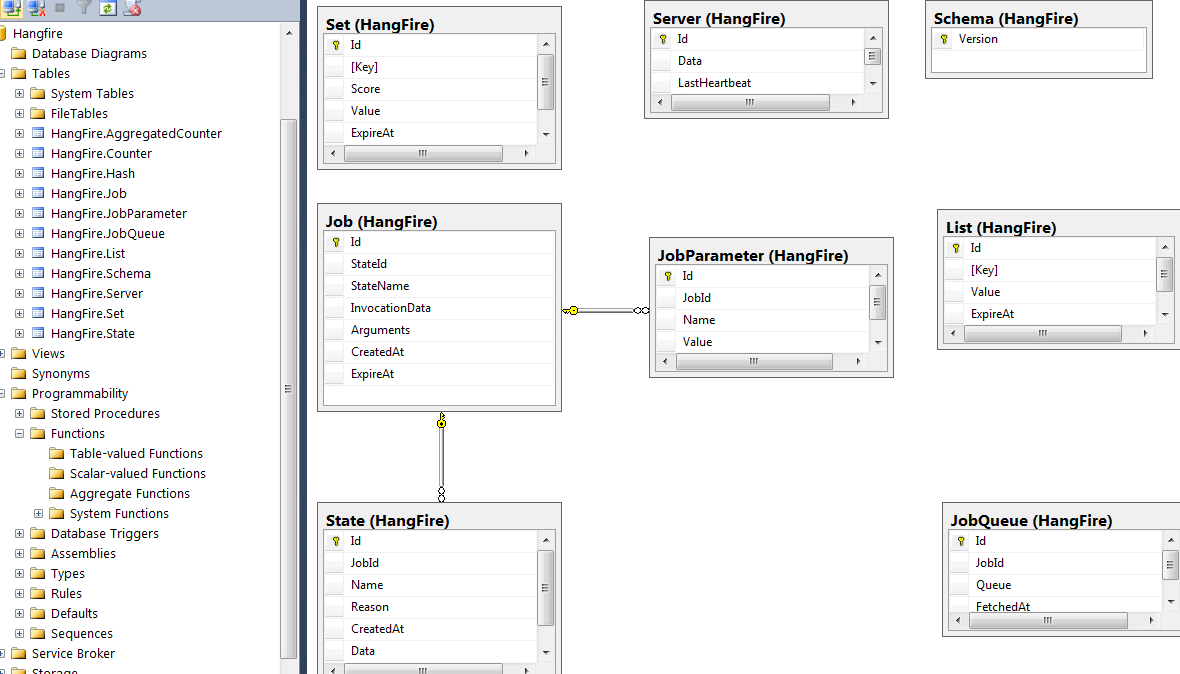 Hangfire
Database Diagrams
Tables
System Tables
FileTables
HangFire.AggregatedCounter
HangFire.Counter
HangFire.Hash
HangFire.Job
HangFire.JobParameter
HangFire.JobQueue
HangFire.List
HangFire.Schema
HangFire.Server
HangFire.Set
HangFire.State
Views
Synonyms
Programmability
Stored Procedures
Functions
Table-valued Functions
Scalar-valued Functions
Aggregate Functions
System Functions
Database Triggers
Assemblies
Types
Rules
Defaults
Sequences
Service Broker
Storage
Set (HangFire)
Id
[Key]
Score
Value
ExpireAt
Server (HangFire)
Id
Data
LastHeartbeat
Schema (HangFire)
Version
Job (HangFire)
Id
StateId
StateName
InvocationData
Arguments
CreatedAt
ExpireAt
JobParameter (HangFire)
Id
JobId
Name
Value
List (HangFire)
Id
[Key]
Value
ExpireAt
State (HangFire)
Id
JobId
Name
Reason
CreatedAt
Data
JobQueue (HangFire)
Id
JobId
Queue
FetchedAt